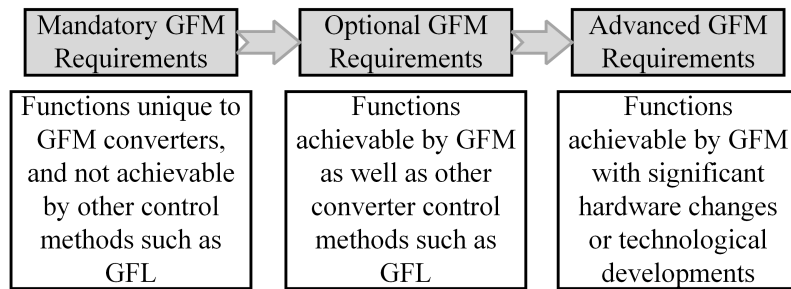 Mandatory GFM
Requirements
Optional GFM
Requirements
Advanced GFM
Requirements
Functions unique to
GFM converters,
and not achievable
by other control
methods such as
GFL
Functions
achievable by GFM
as well as other
converter control
methods such as
GFL
Functions
achievable by GFM
with significant
hardware changes
or technological
developments